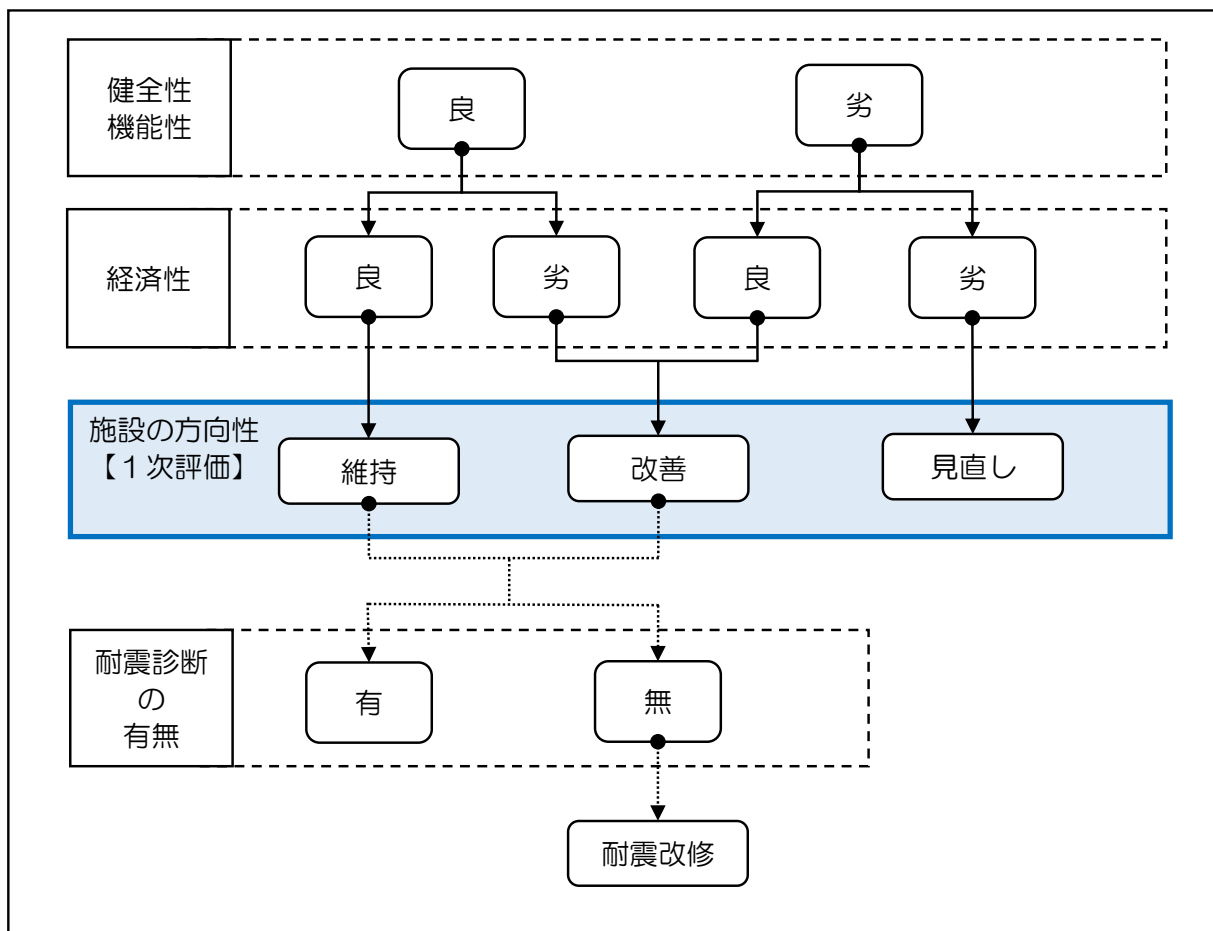 健全性
機能性
良
劣
経済性
良
劣
良
劣
施設の方向性
【１次評価】
維持
改善
見直し
耐震診断
の
有無
有
無
耐震改修